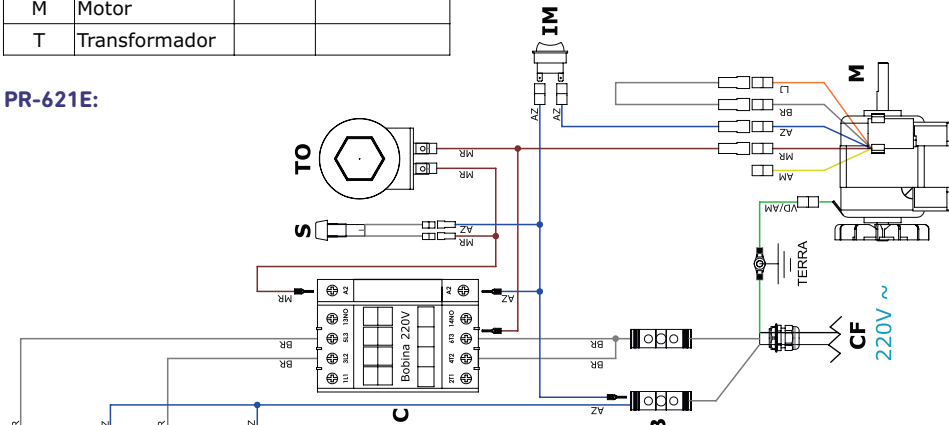 M Motor
T Transformador
PR-621E:
IM
AZ
AZ
LJ
BR
AZ
MR
AM
M
TO
MR
MR
S
AZ
MR
VD/AM
TERRA
MR
A2
A2
AZ
13NO
14NO
5L3
6T3
3L2
4T2
1L1
2T1
Bobina 220V
BR
BR
BR
BR
C
CF
220V ~
AZ
B
R
Z
R
Z